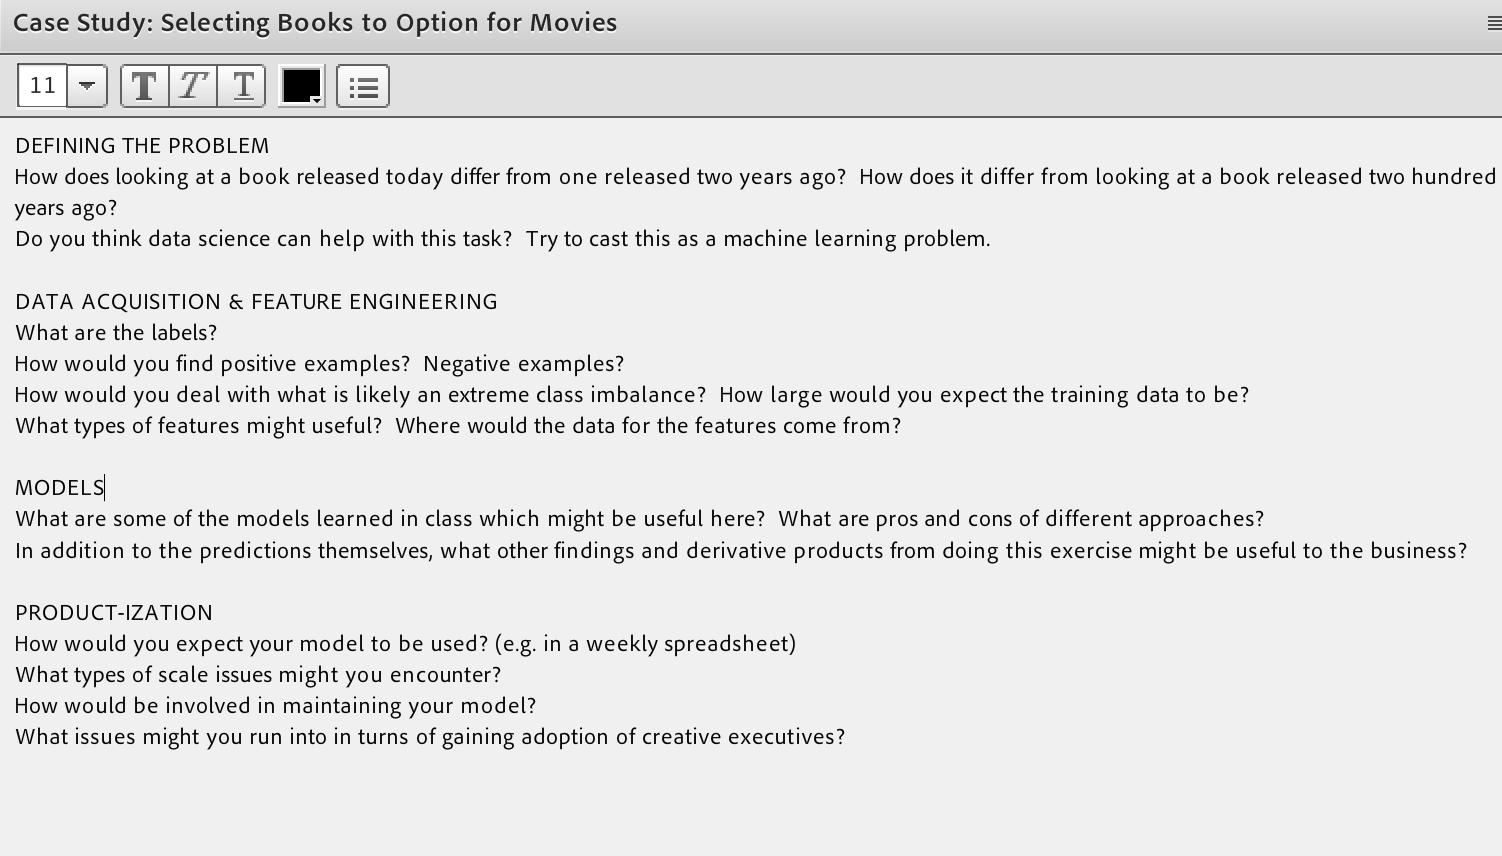 Case Study: Selecting Books to Option for Movies
11 T T T
DEFINING THE PROBLEM
How does looking at a book released today differ from one released two years ago?  How does it differ from looking at a book released two hundred
years ago?
Do you think data science can help with this task?  Try to cast this as a machine learning problem.
DATA ACQUISITION & FEATURE ENGINEERING
What are the labels?
How would you find positive examples?  Negative examples?
How would you deal with what is likely an extreme class imbalance?  How large would you expect the training data to be?
What types of features might useful?  Where would the data for the features come from?
MODELS
What are some of the models learned in class which might be useful here?  What are pros and cons of different approaches?
In addition to the predictions themselves, what other findings and derivative products from doing this exercise might be useful to the business?
PRODUCT-IZATION
How would you expect your model to be used? (e.g. in a weekly spreadsheet)
What types of scale issues might you encounter?
How would be involved in maintaining your model?
What issues might you run into in turns of gaining adoption of creative executives?